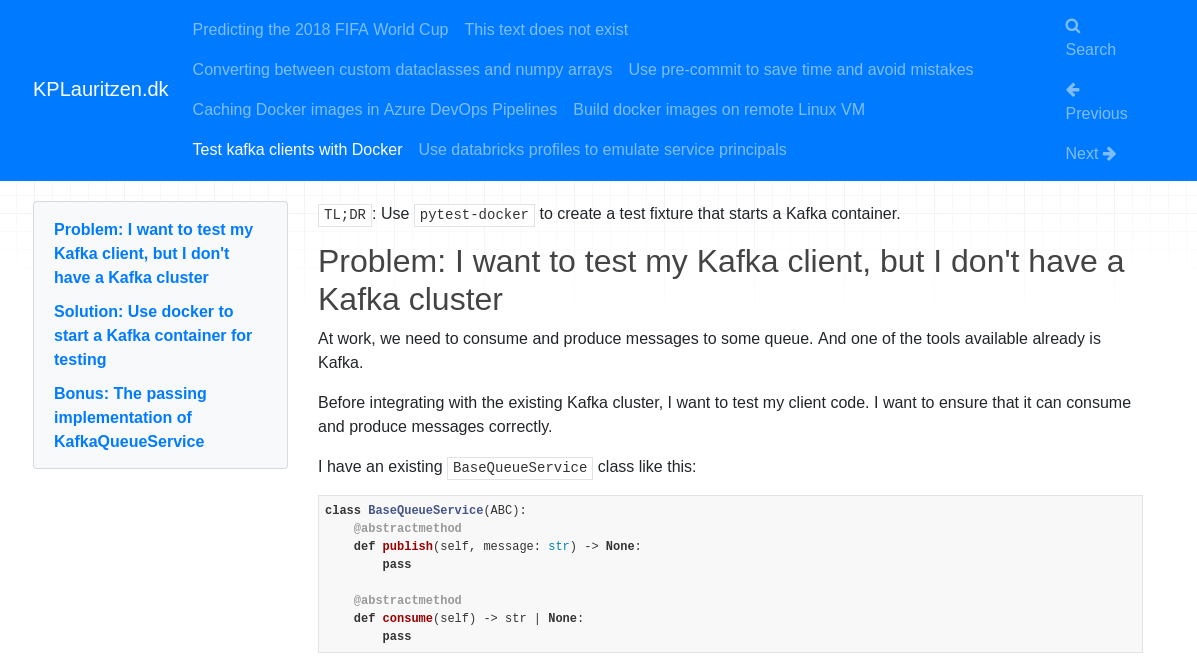 KPLauritzen.dk
Predicting the 2018 FIFA World Cup This text does not exist
Converting between custom dataclasses and numpy arrays Use pre-commit to save time and avoid mistakes
Caching Docker images in Azure DevOps Pipelines Build docker images on remote Linux VM
Test kafka clients with Docker Use databricks profiles to emulate service principals
Search
Previous
Next
Problem: I want to test my
Kafka client, but I don't
have a Kafka cluster
Solution: Use docker to
start a Kafka container for
testing
Bonus: The passing
implementation of
KafkaQueueService
TL;DR: Use pytest-docker to create a test fixture that starts a Kafka container.
Problem: I want to test my Kafka client, but I don't have a
Kafka cluster
At work, we need to consume and produce messages to some queue. And one of the tools available already is
Kafka.
Before integrating with the existing Kafka cluster, I want to test my client code. I want to ensure that it can consume
and produce messages correctly.
I have an existing BaseQueueService class like this:
class BaseQueueService(ABC):
    @abstractmethod
    def publish(self, message: str) -> None:
        pass

    @abstractmethod
    def consume(self) -> str | None:
        pass